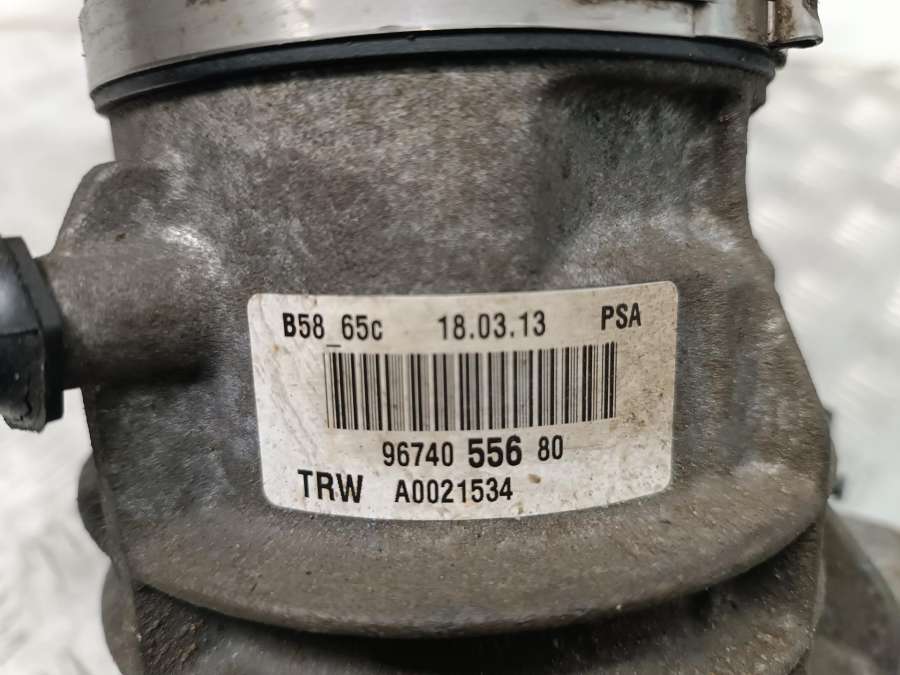 B58_65c 18.03.13 PSA
96740 556 80
TRW A0021534